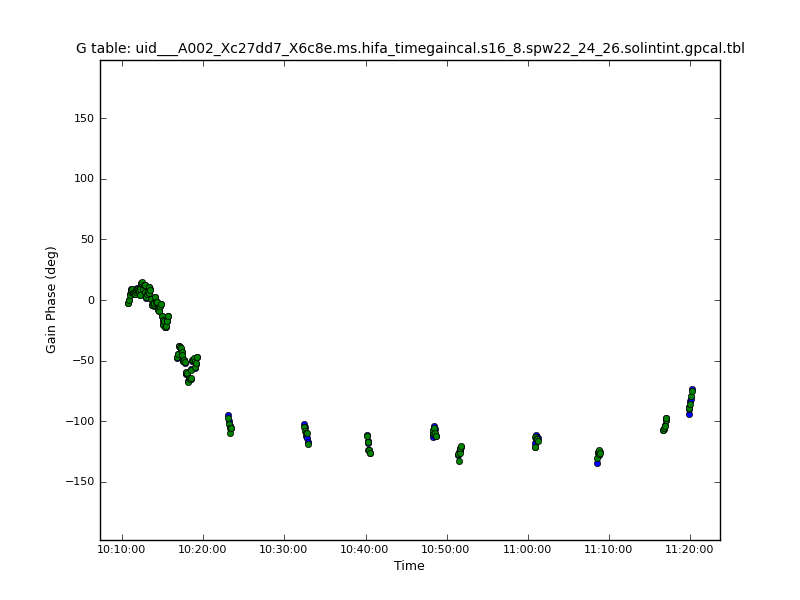 G table: uid___A002_Xc27dd7_X6c8e.ms.hifa_timegaincal.s16_8.spw22_24_26.solintint.gpcal.tbl
Gain Phase (deg)
150
100
50
0
−50
−100
−150
10:10:00 10:20:00 10:30:00 10:40:00 10:50:00 11:00:00 11:10:00 11:20:00
Time